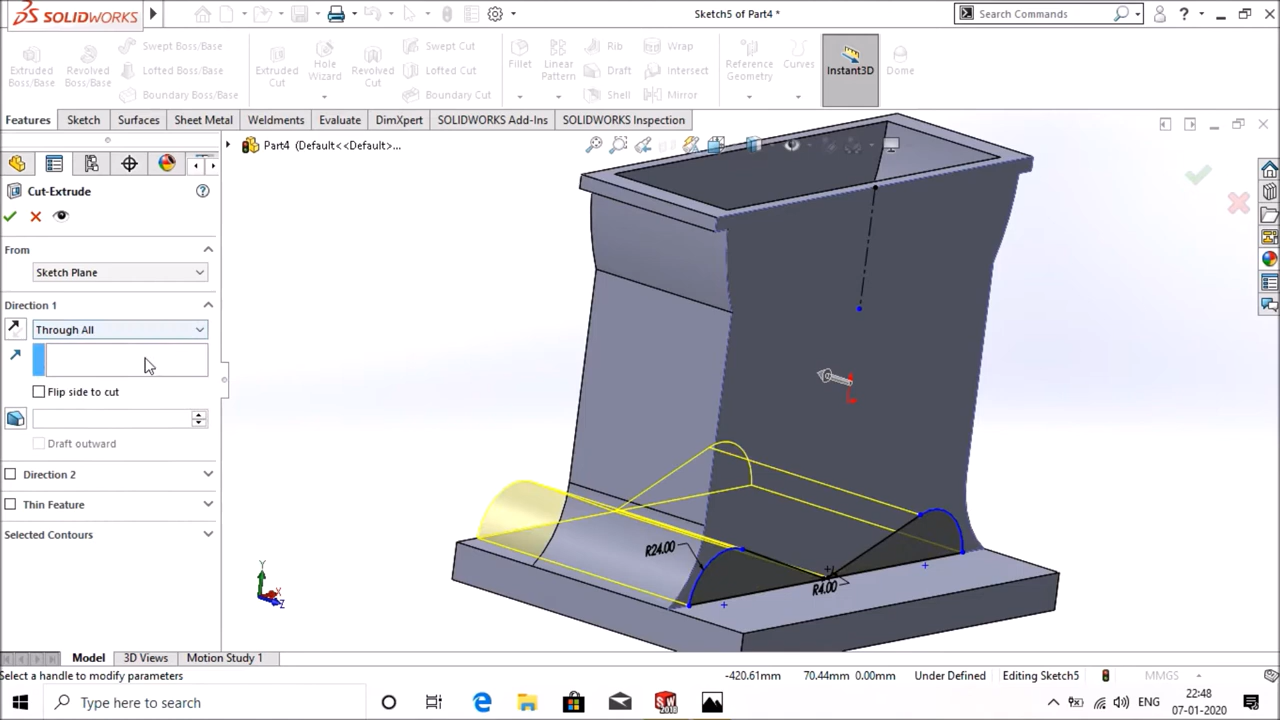 SOLIDWORKS
Sketch5 of Part4 *
Search Commands
Extruded Boss/Base
Revolved Boss/Base
Swept Boss/Base
Lofted Boss/Base
Boundary Boss/Base
Extruded Cut
Hole Wizard
Revolved Cut
Swept Cut
Lofted Cut
Boundary Cut
Fillet
Linear Pattern
Rib
Draft
Shell
Wrap
Intersect
Mirror
Reference Geometry
Curves
Instant3D
Dome
Features
Sketch
Surfaces
Sheet Metal
Weldments
Evaluate
DimXpert
SOLIDWORKS Add-Ins
SOLIDWORKS Inspection
Part4 (Default<<Default>...
Cut-Extrude
From
Sketch Plane
Direction 1
Through All
Flip side to cut
Draft outward
Direction 2
Thin Feature
Selected Contours
R24.00
R4.00
Y
X
Z
Model
3D Views
Motion Study 1
Select a handle to modify parameters
-420.61mm
70.44mm 0.00mm
Under Defined
Editing Sketch5
MMGS
Type here to search
SW
2018
ENG
22:48
07-01-2020